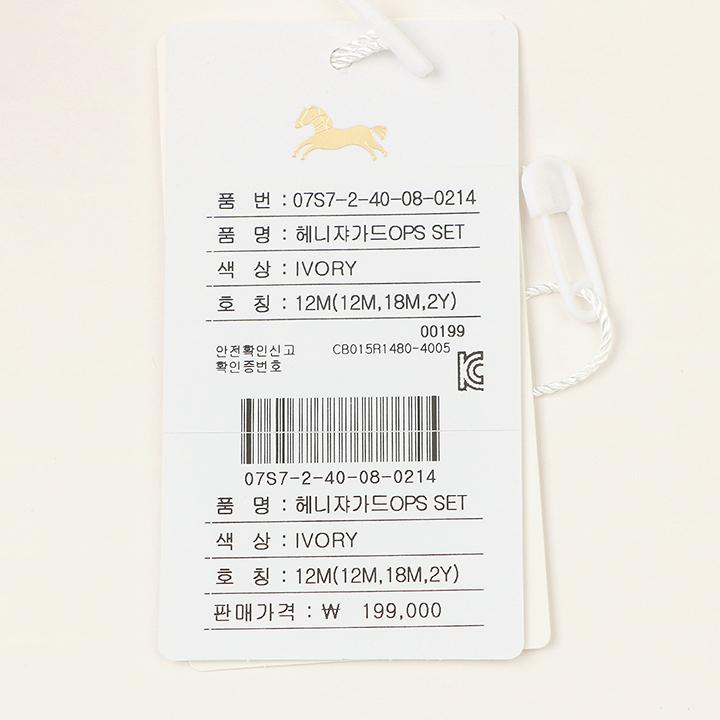 품 번 : 07S7-2-40-08-0214
품 명 : 헤니쟈가드OPS SET
색 상 : IVORY
호 칭 : 12M(12M,18M,2Y)
00199
안전확인신고 CB015R1480-4005
확인증번호
07S7-2-40-08-0214
품 명 : 헤니쟈가드OPS SET
색 상 : IVORY
호 칭 : 12M(12M,18M,2Y)
판매가격 : ₩ 199,000